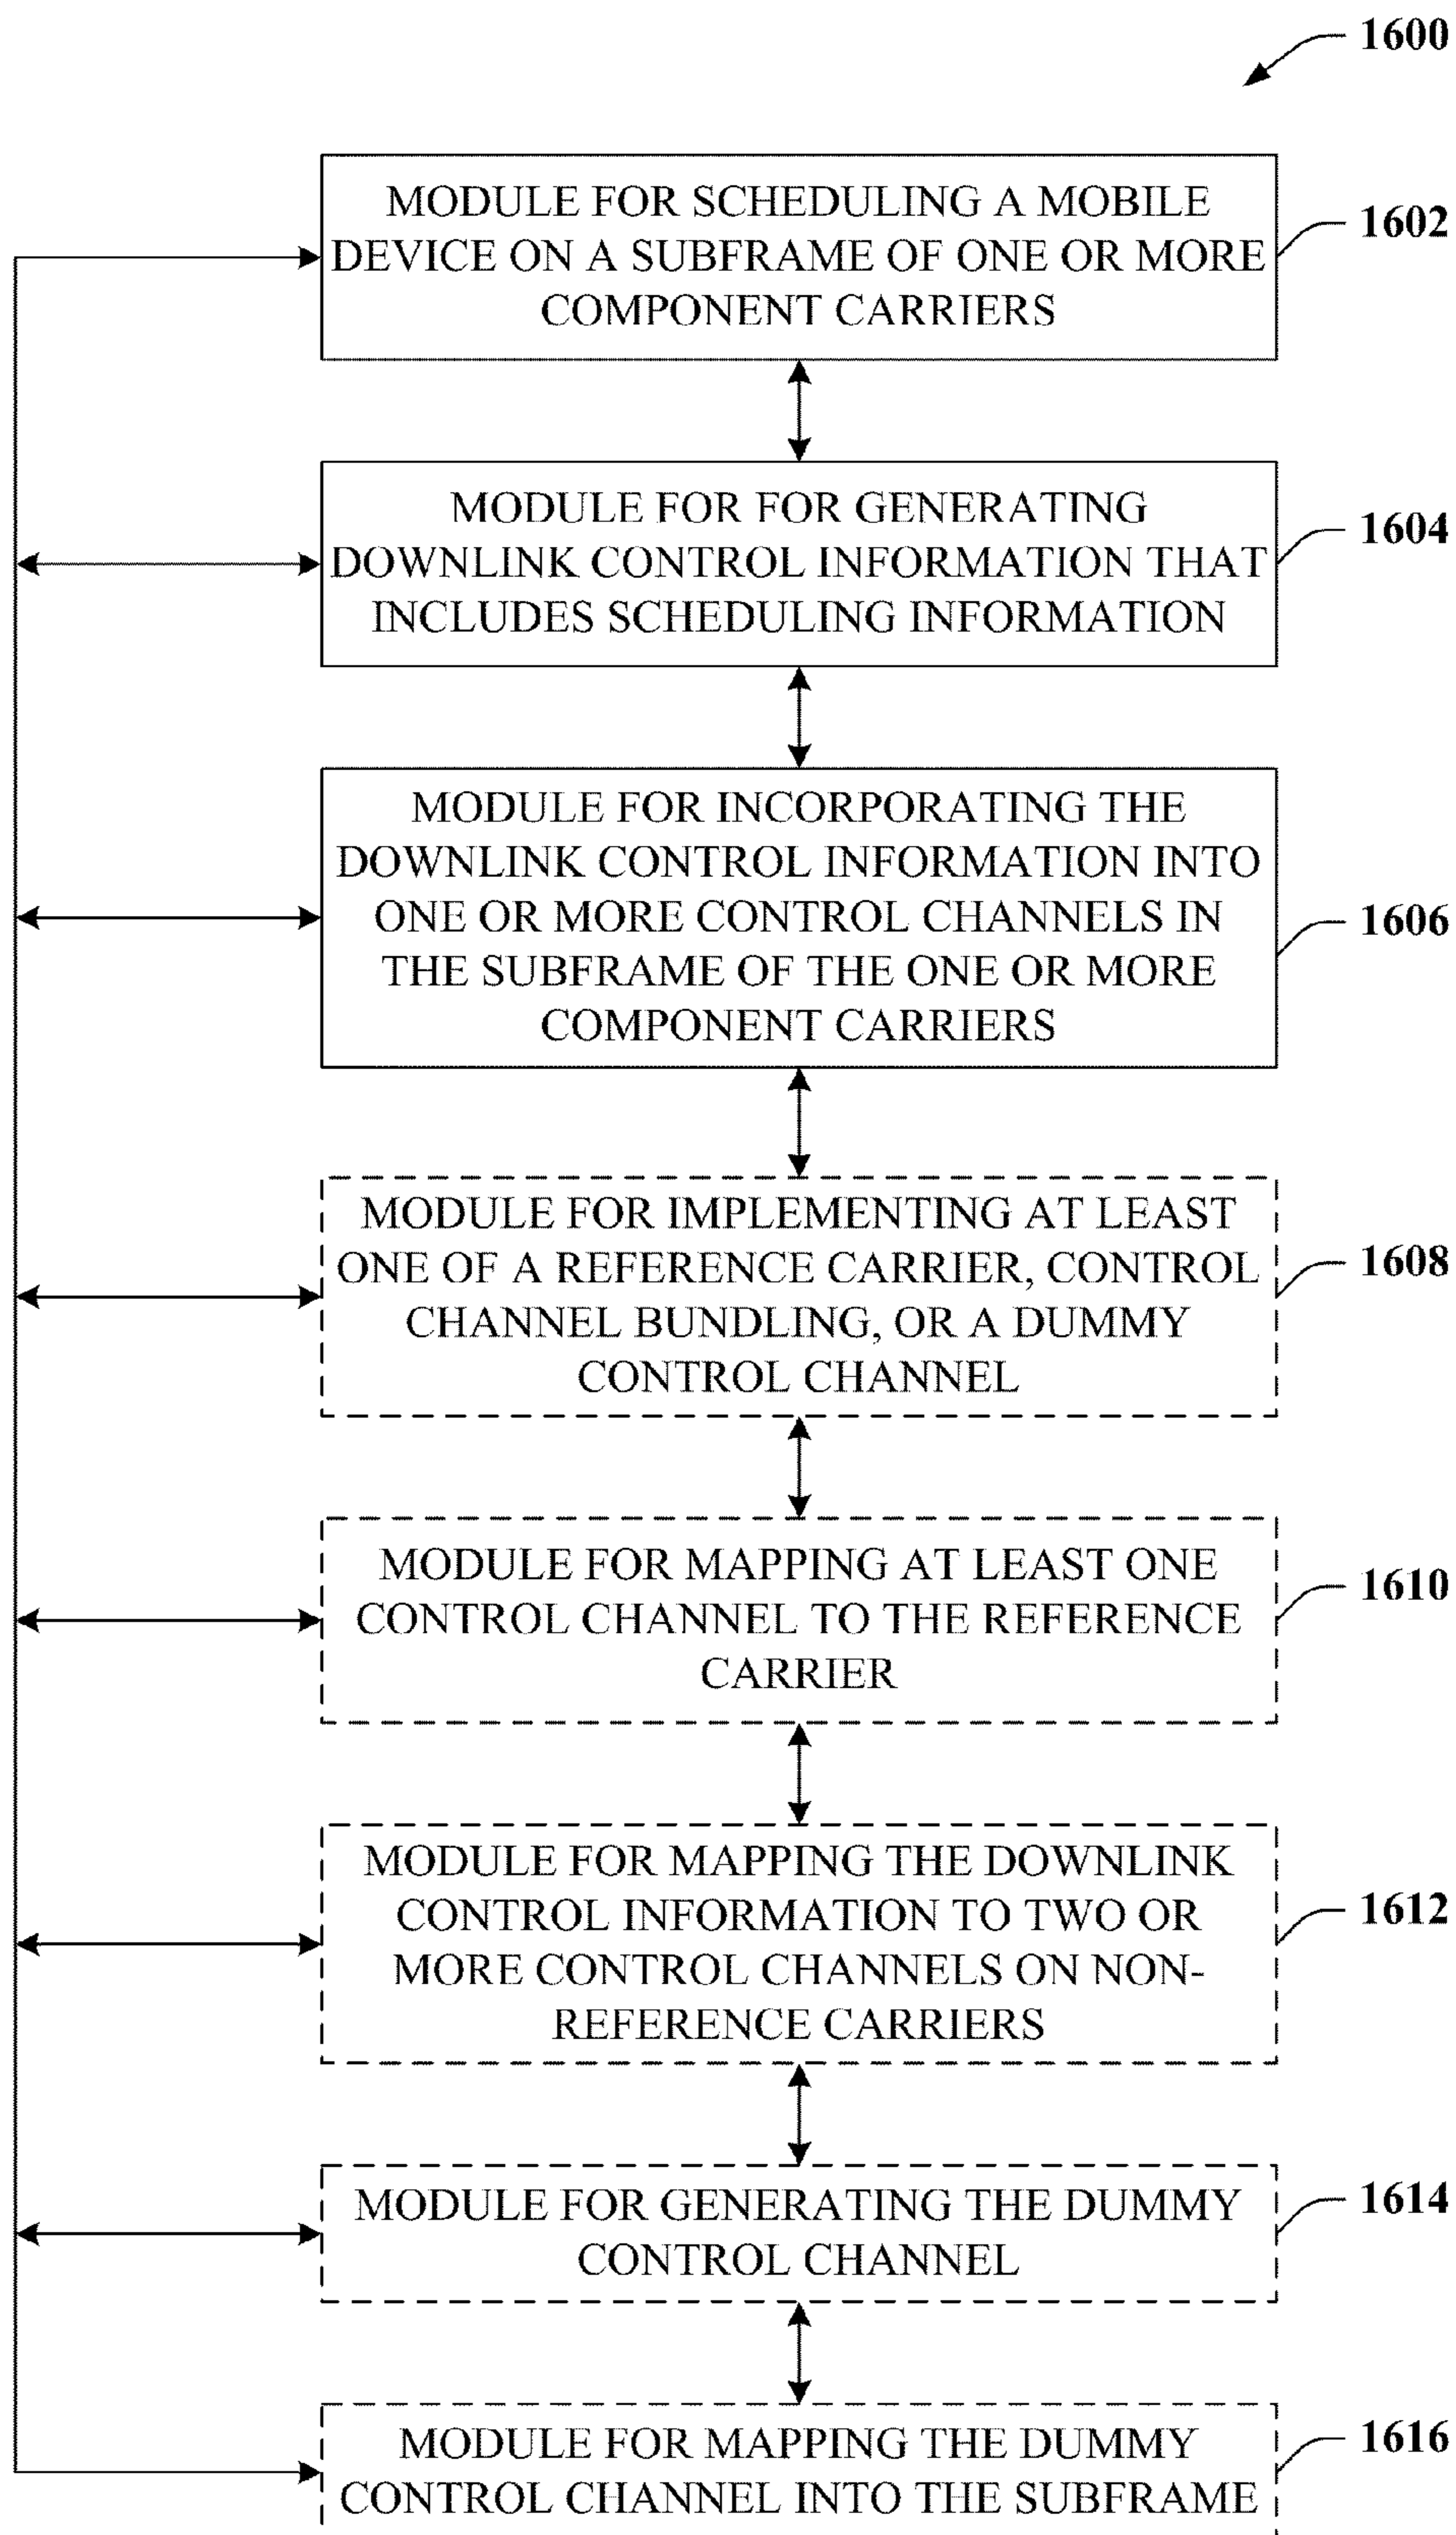 1600
MODULE FOR SCHEDULING A MOBILE
DEVICE ON A SUBFRAME OF ONE OR MORE
COMPONENT CARRIERS
1602
MODULE FOR FOR GENERATING
DOWNLINK CONTROL INFORMATION THAT
INCLUDES SCHEDULING INFORMATION
1604
MODULE FOR INCORPORATING THE
DOWNLINK CONTROL INFORMATION INTO
ONE OR MORE CONTROL CHANNELS IN
THE SUBFRAME OF THE ONE OR MORE
COMPONENT CARRIERS
1606
MODULE FOR IMPLEMENTING AT LEAST
ONE OF A REFERENCE CARRIER, CONTROL
CHANNEL BUNDLING, OR A DUMMY
CONTROL CHANNEL
1608
MODULE FOR MAPPING AT LEAST ONE
CONTROL CHANNEL TO THE REFERENCE
CARRIER
1610
MODULE FOR MAPPING THE DOWNLINK
CONTROL INFORMATION TO TWO OR
MORE CONTROL CHANNELS ON NON-
REFERENCE CARRIERS
1612
MODULE FOR GENERATING THE DUMMY
CONTROL CHANNEL
1614
MODULE FOR MAPPING THE DUMMY
CONTROL CHANNEL INTO THE SUBFRAME
1616